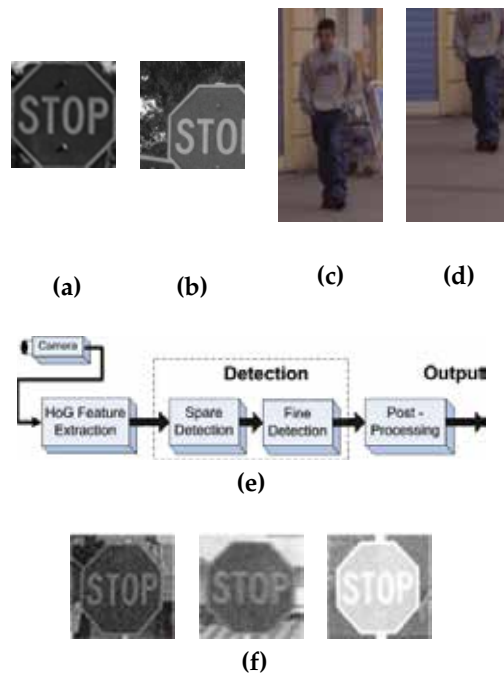 STOP
STO
(a)
(b)
(c)
(d)
Camera
Detection
Output
HoG Feature
Extraction
Spare
Detection
Fine
Detection
Post -
Processing
(e)
STOP
STOP
STOP
(f)